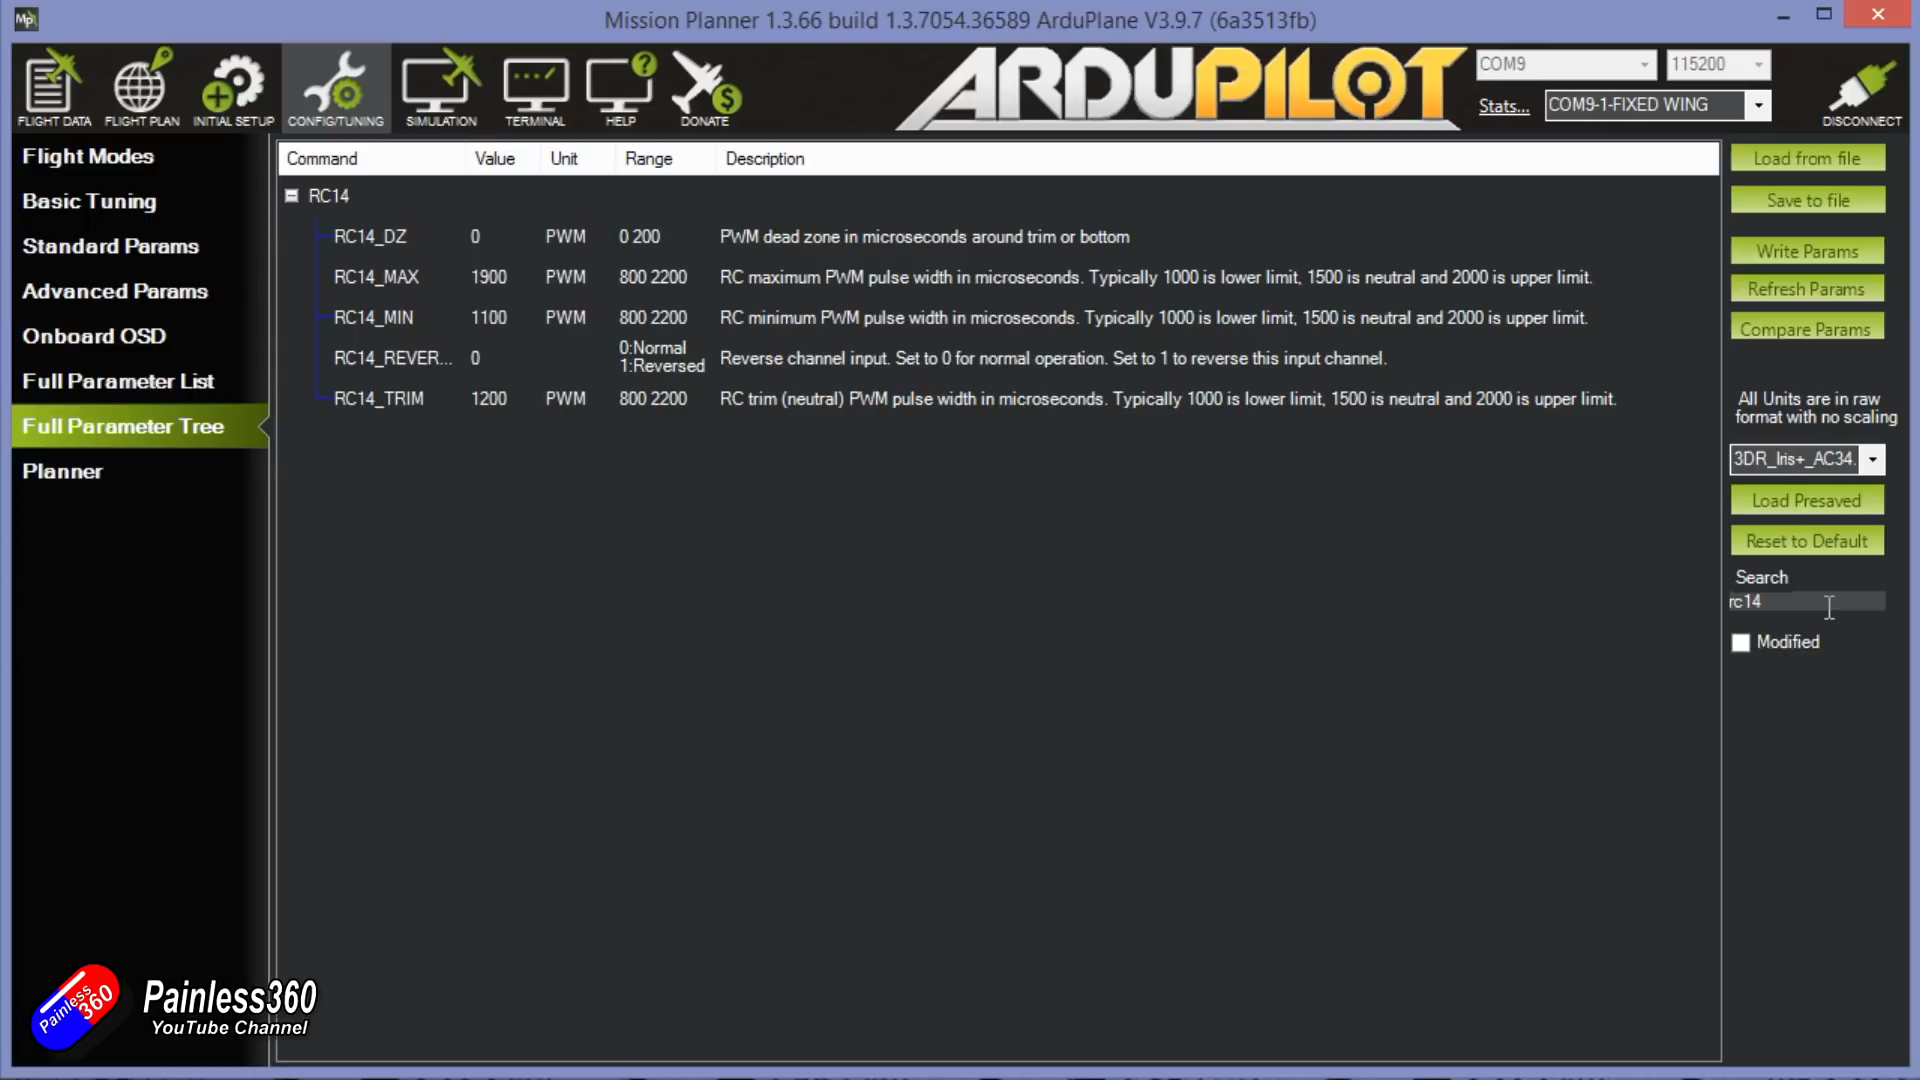 Mp
Mission Planner 1.3.66 build 1.3.7054.36589 ArduPlane V3.9.7 (6a3513fb)
FLIGHT DATA
FLIGHT PLAN
INITIAL SETUP
CONFIG/TUNING
SIMULATION
TERMINAL
HELP
DONATE
ARDUPILOT
COM9
115200
Stats...
COM9-1-FIXED WING
DISCONNECT
Flight Modes
Basic Tuning
Standard Params
Advanced Params
Onboard OSD
Full Parameter List
Full Parameter Tree
Planner
Command Value Unit Range Description
RC14
RC14_DZ 0 PWM 0 200 PWM dead zone in microseconds around trim or bottom
RC14_MAX 1900 PWM 800 2200 RC maximum PWM pulse width in microseconds. Typically 1000 is lower limit, 1500 is neutral and 2000 is upper limit.
RC14_MIN 1100 PWM 800 2200 RC minimum PWM pulse width in microseconds. Typically 1000 is lower limit, 1500 is neutral and 2000 is upper limit.
RC14_REVER... 0 0:Normal
1:Reversed Reverse channel input. Set to 0 for normal operation. Set to 1 to reverse this input channel.
RC14_TRIM 1200 PWM 800 2200 RC trim (neutral) PWM pulse width in microseconds. Typically 1000 is lower limit, 1500 is neutral and 2000 is upper limit.
Load from file
Save to file
Write Params
Refresh Params
Compare Params
All Units are in raw
format with no scaling
3DR_Iris+_AC34.
Load Presaved
Reset to Default
Search
rc14
Modified
Painless
360
Painless360
YouTube Channel